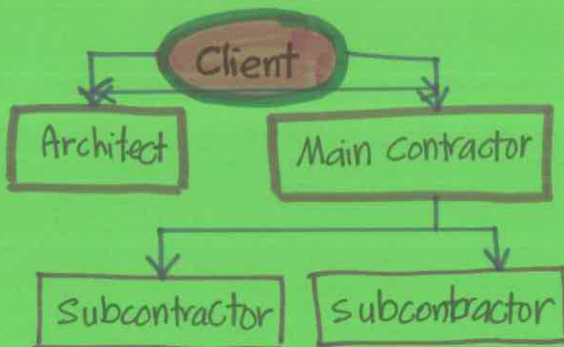 Client
Architect
Main Contractor
Subcontractor
subcontractor